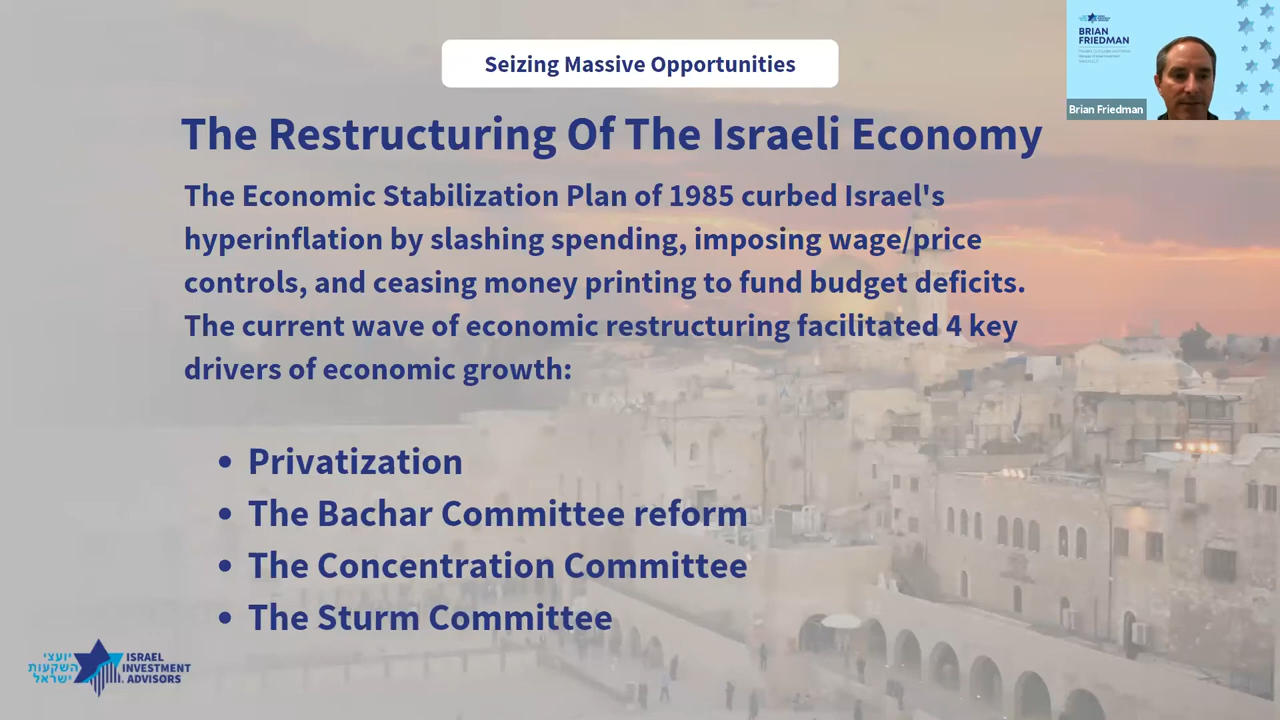 Seizing Massive Opportunities
BRIAN
FRIEDMAN
Brian Friedman
The Restructuring Of The Israeli Economy
The Economic Stabilization Plan of 1985 curbed Israel's
hyperinflation by slashing spending, imposing wage/price
controls, and ceasing money printing to fund budget deficits.
The current wave of economic restructuring facilitated 4 key
drivers of economic growth:
• Privatization
• The Bachar Committee reform
• The Concentration Committee
• The Sturm Committee
יועצי
השקעות
ישראל
ISRAEL
INVESTMENT
ADVISORS